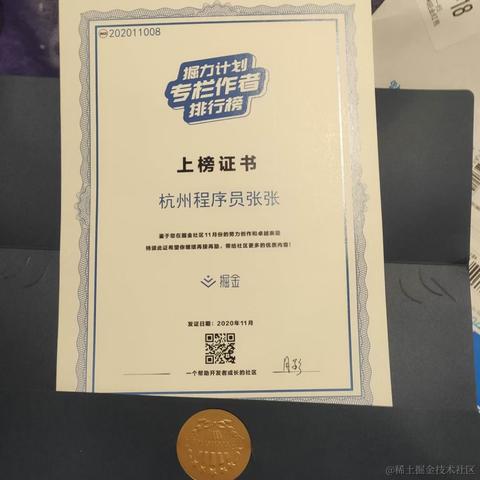 NO 202011008
掘力计划
专栏作者
排行榜
上榜证书
杭州程序员张张
鉴于您在掘金社区11月份的努力创作和卓越表现
特颁此证希望你继续再接再励，带给社区更多的优质内容！
掘金
发证日期：2020年11月
一个帮助开发者成长的社区
18
@稀土掘金技术社区